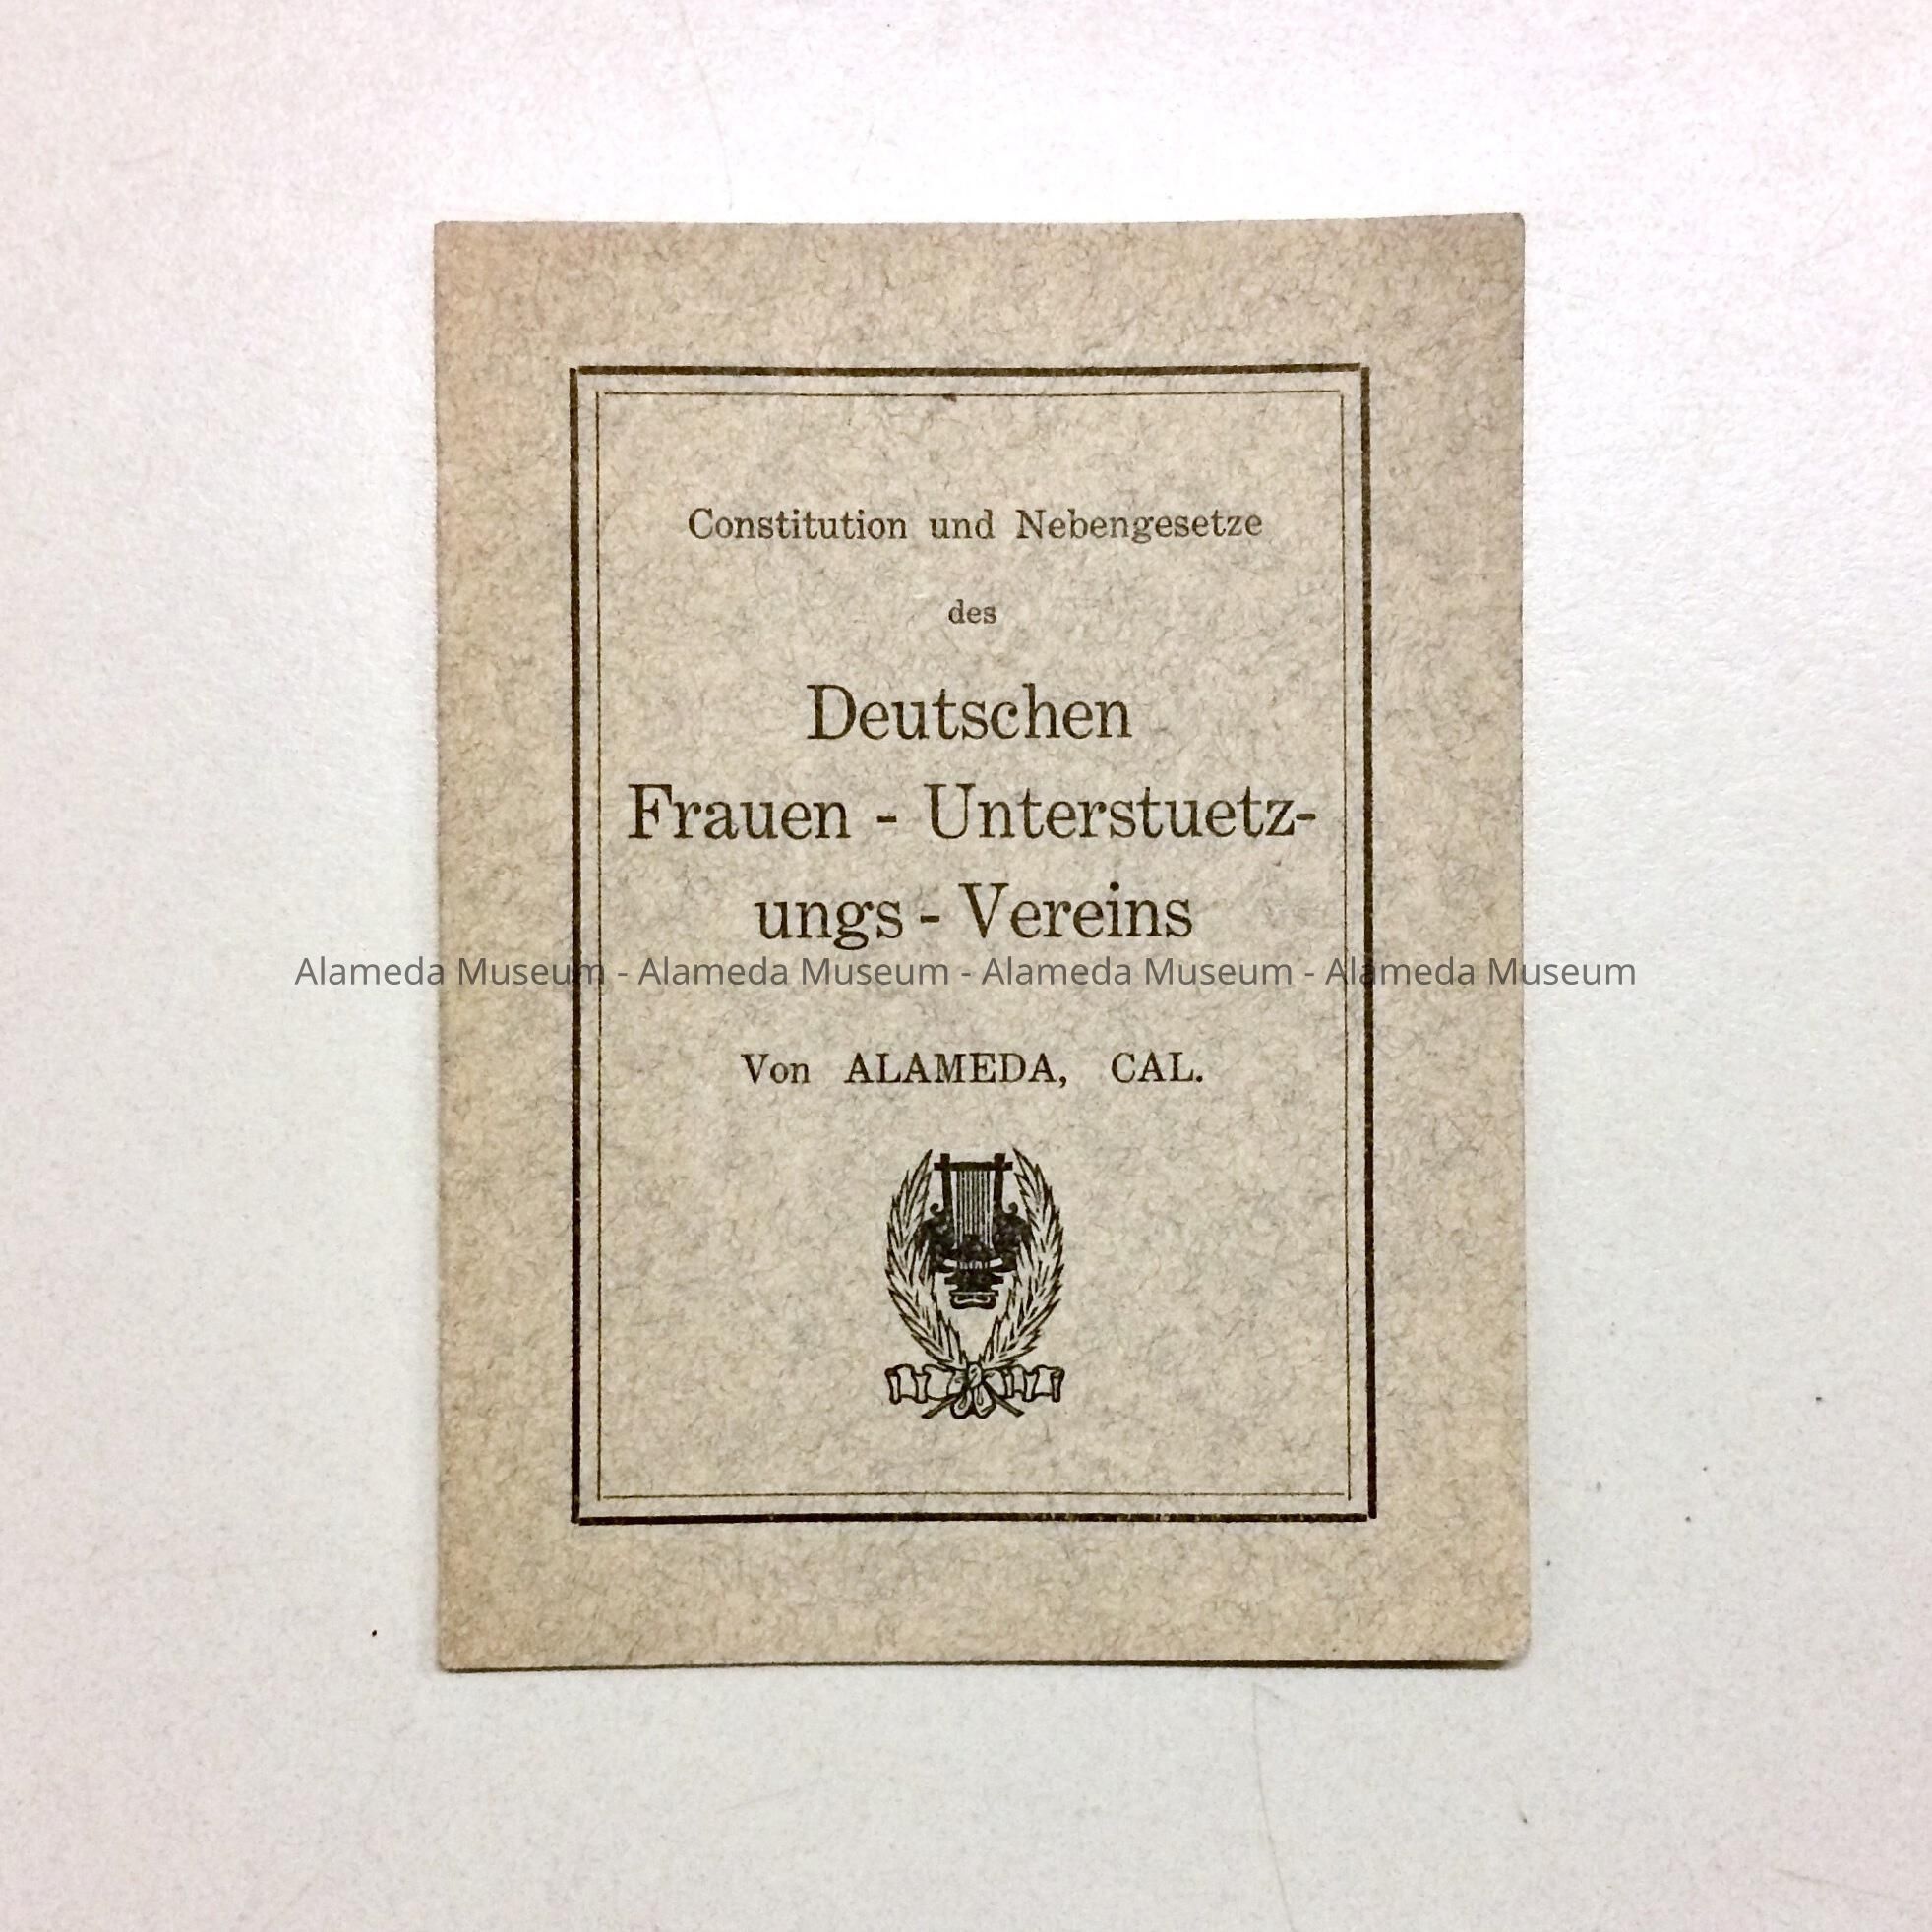 Constitution und Nebengesetze
des
Deutschen
Frauen - Unterstuetz-
ungs - Vereins
Alameda Museum - Alameda Museum - Alameda Museum - Alameda Museum
Von ALAMEDA, CAL.